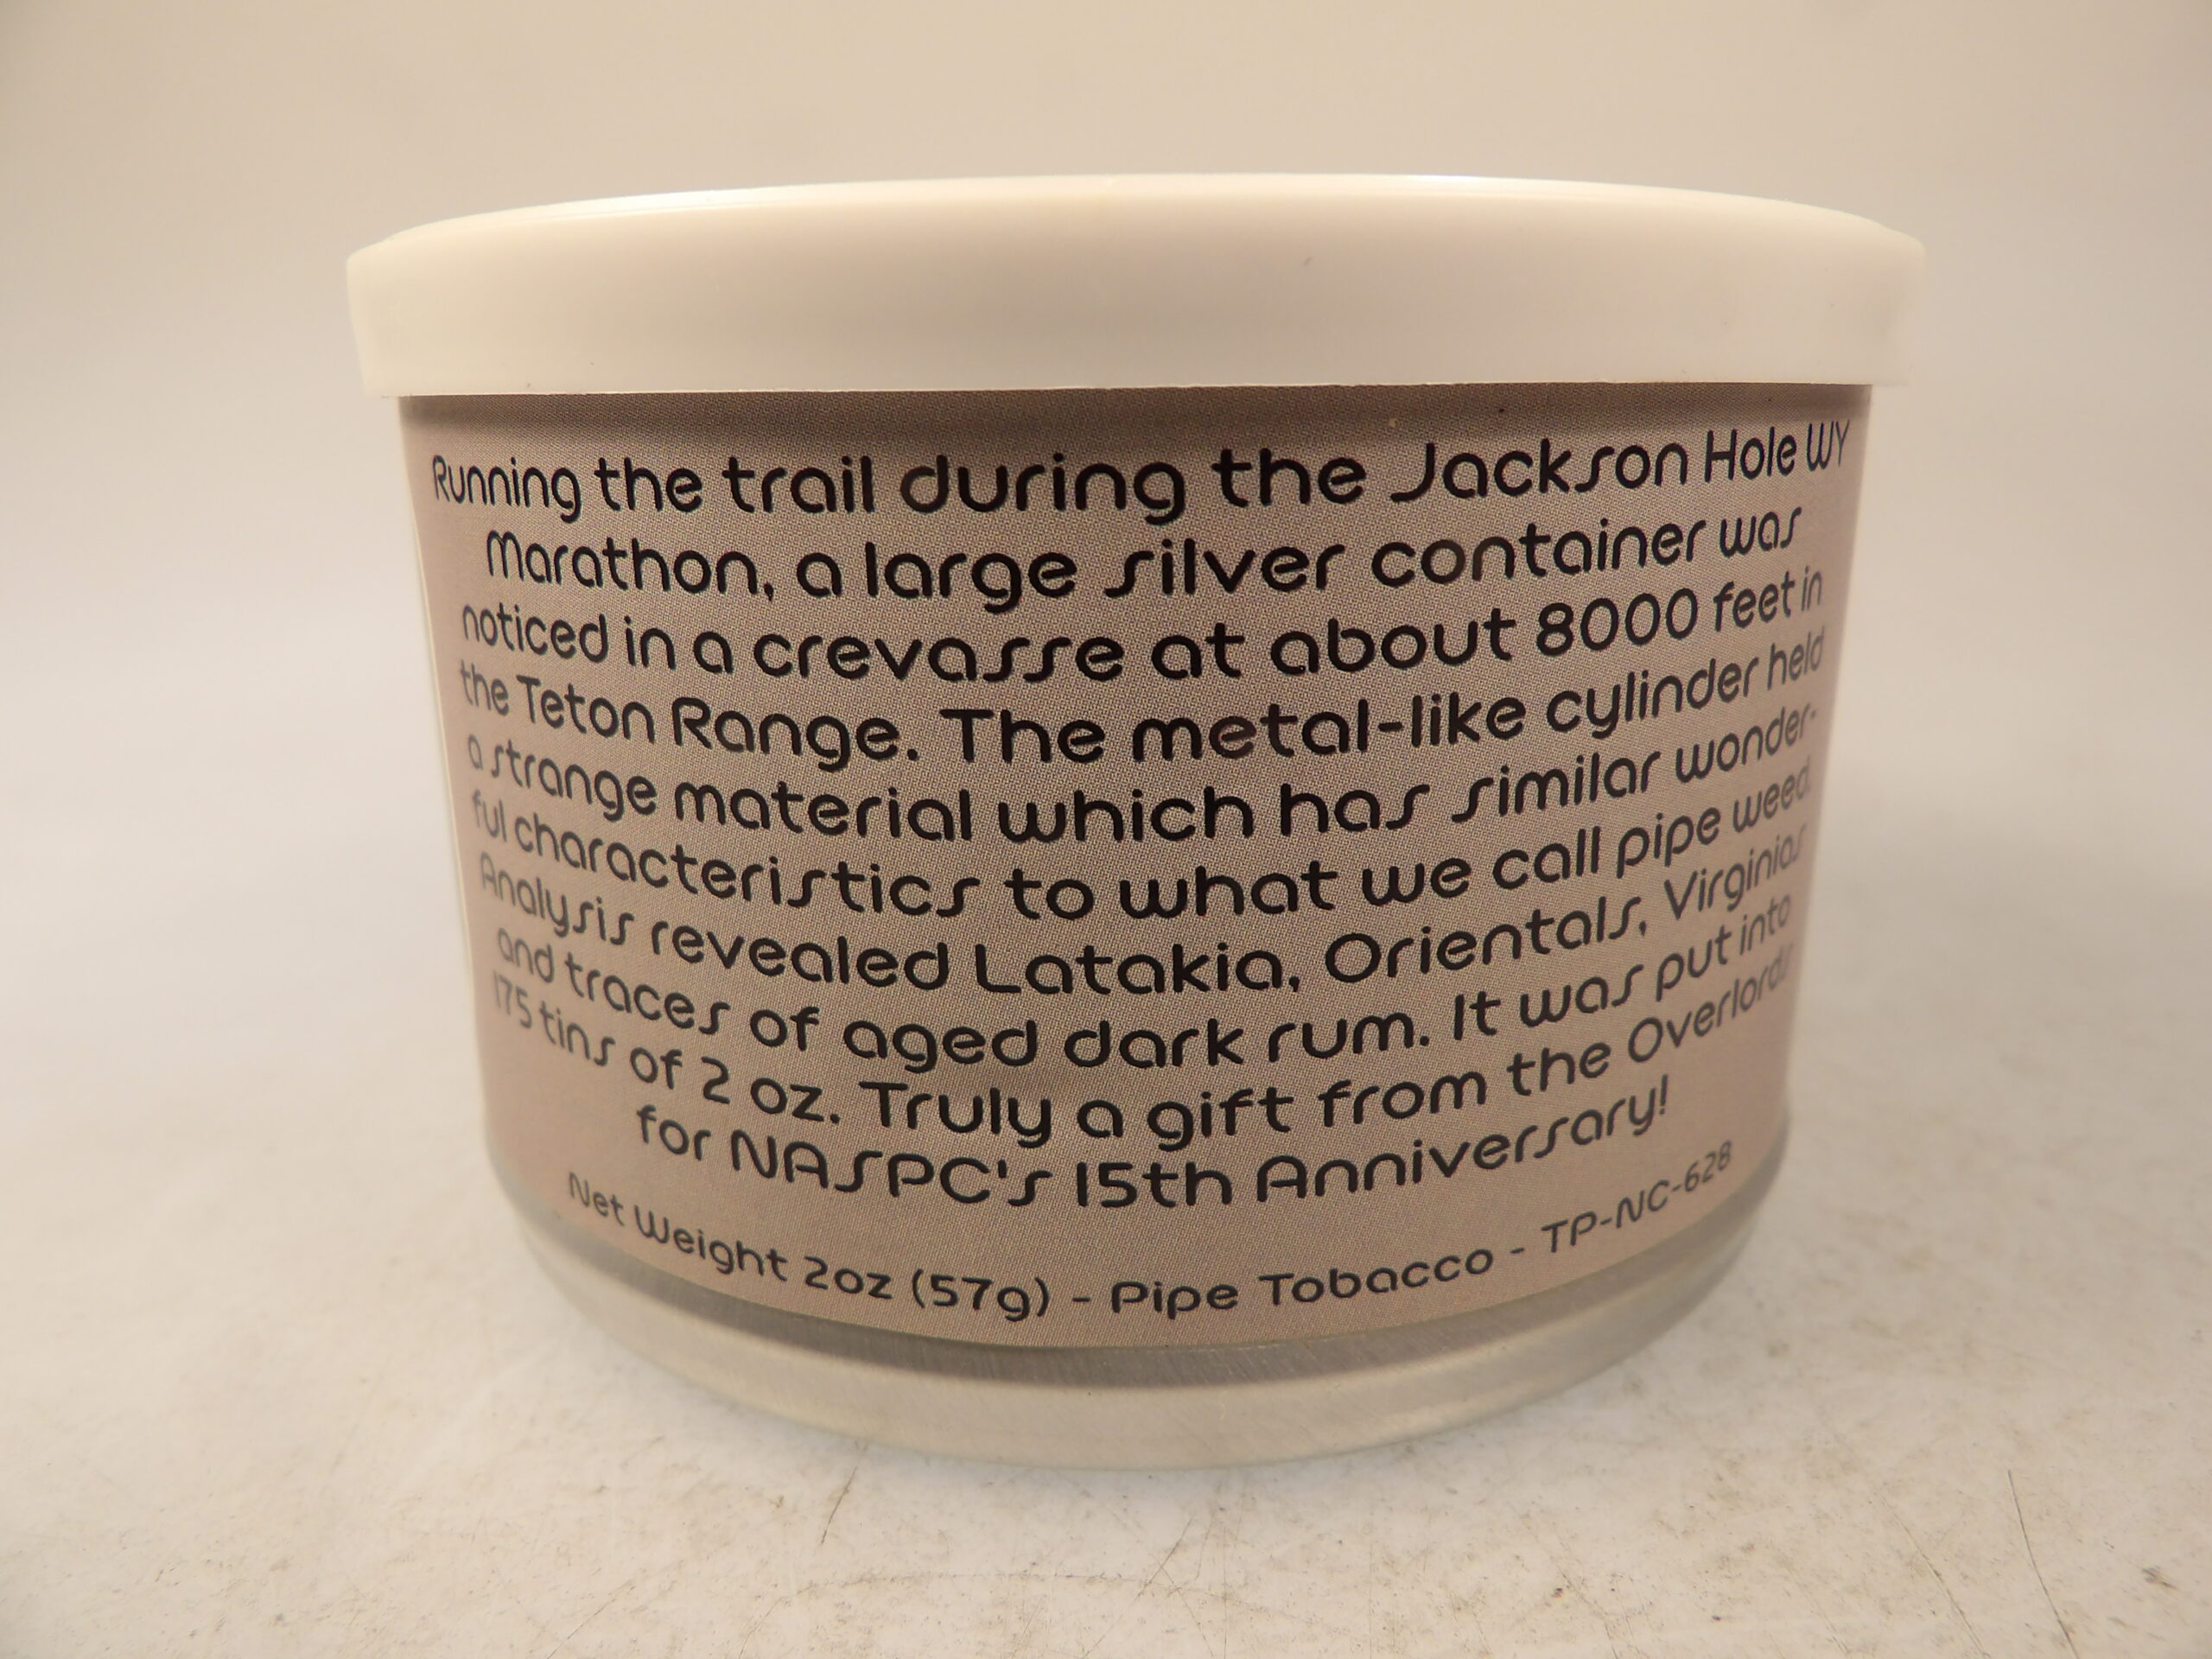 Running the trail during the Jackson Hole WY
Marathon, a large silver container was
noticed in a crevasse at about 8000 feet in
the Teton Range. The metal-like cylinder held
a strange material which has similar wonder-
ful characteristics to what we call pipe weed.
Analysis revealed Latakia, Orientals, Virginias
and traces of aged dark rum. It was put into
175 tins of 2 oz. Truly a gift from the Overlords
for NASPC's 15th Anniversary!
Net Weight 2oz (57g) - Pipe Tobacco - TP-NC-628